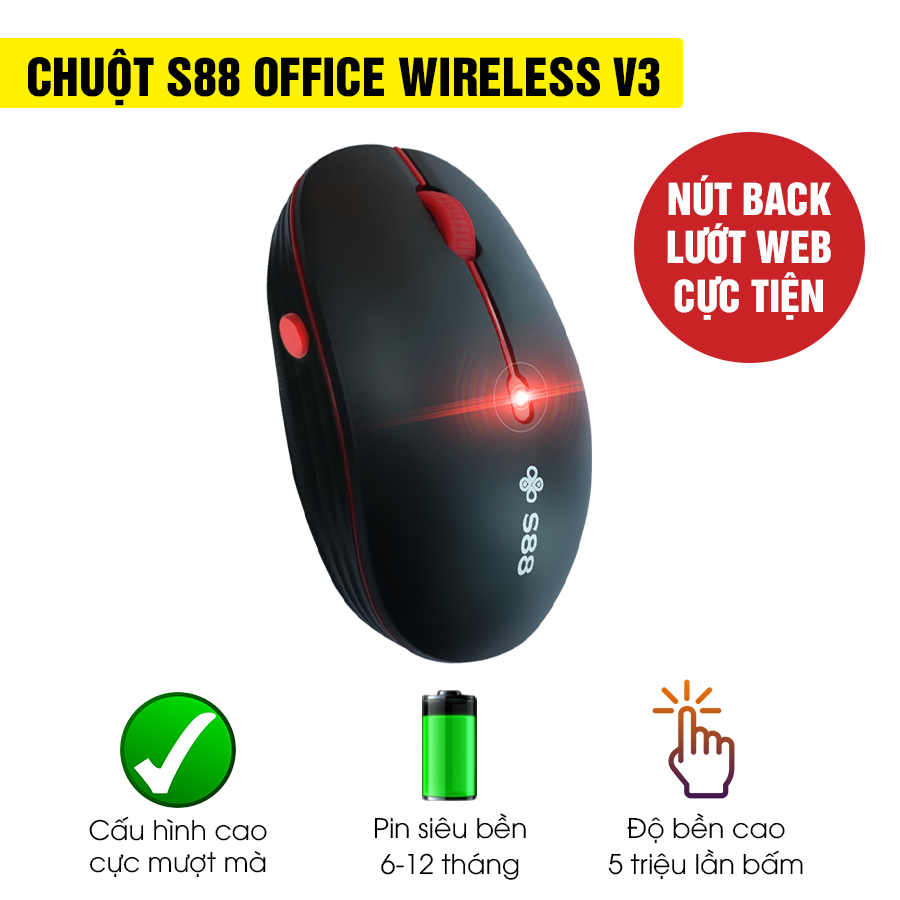 CHUỘT S88 OFFICE WIRELESS V3
NÚT BACK
LƯỚT WEB
CỰC TIỆN
S88
Cấu hình cao
cực mượt mà
Pin siêu bền
6-12 tháng
Độ bền cao
5 triệu lần bấm